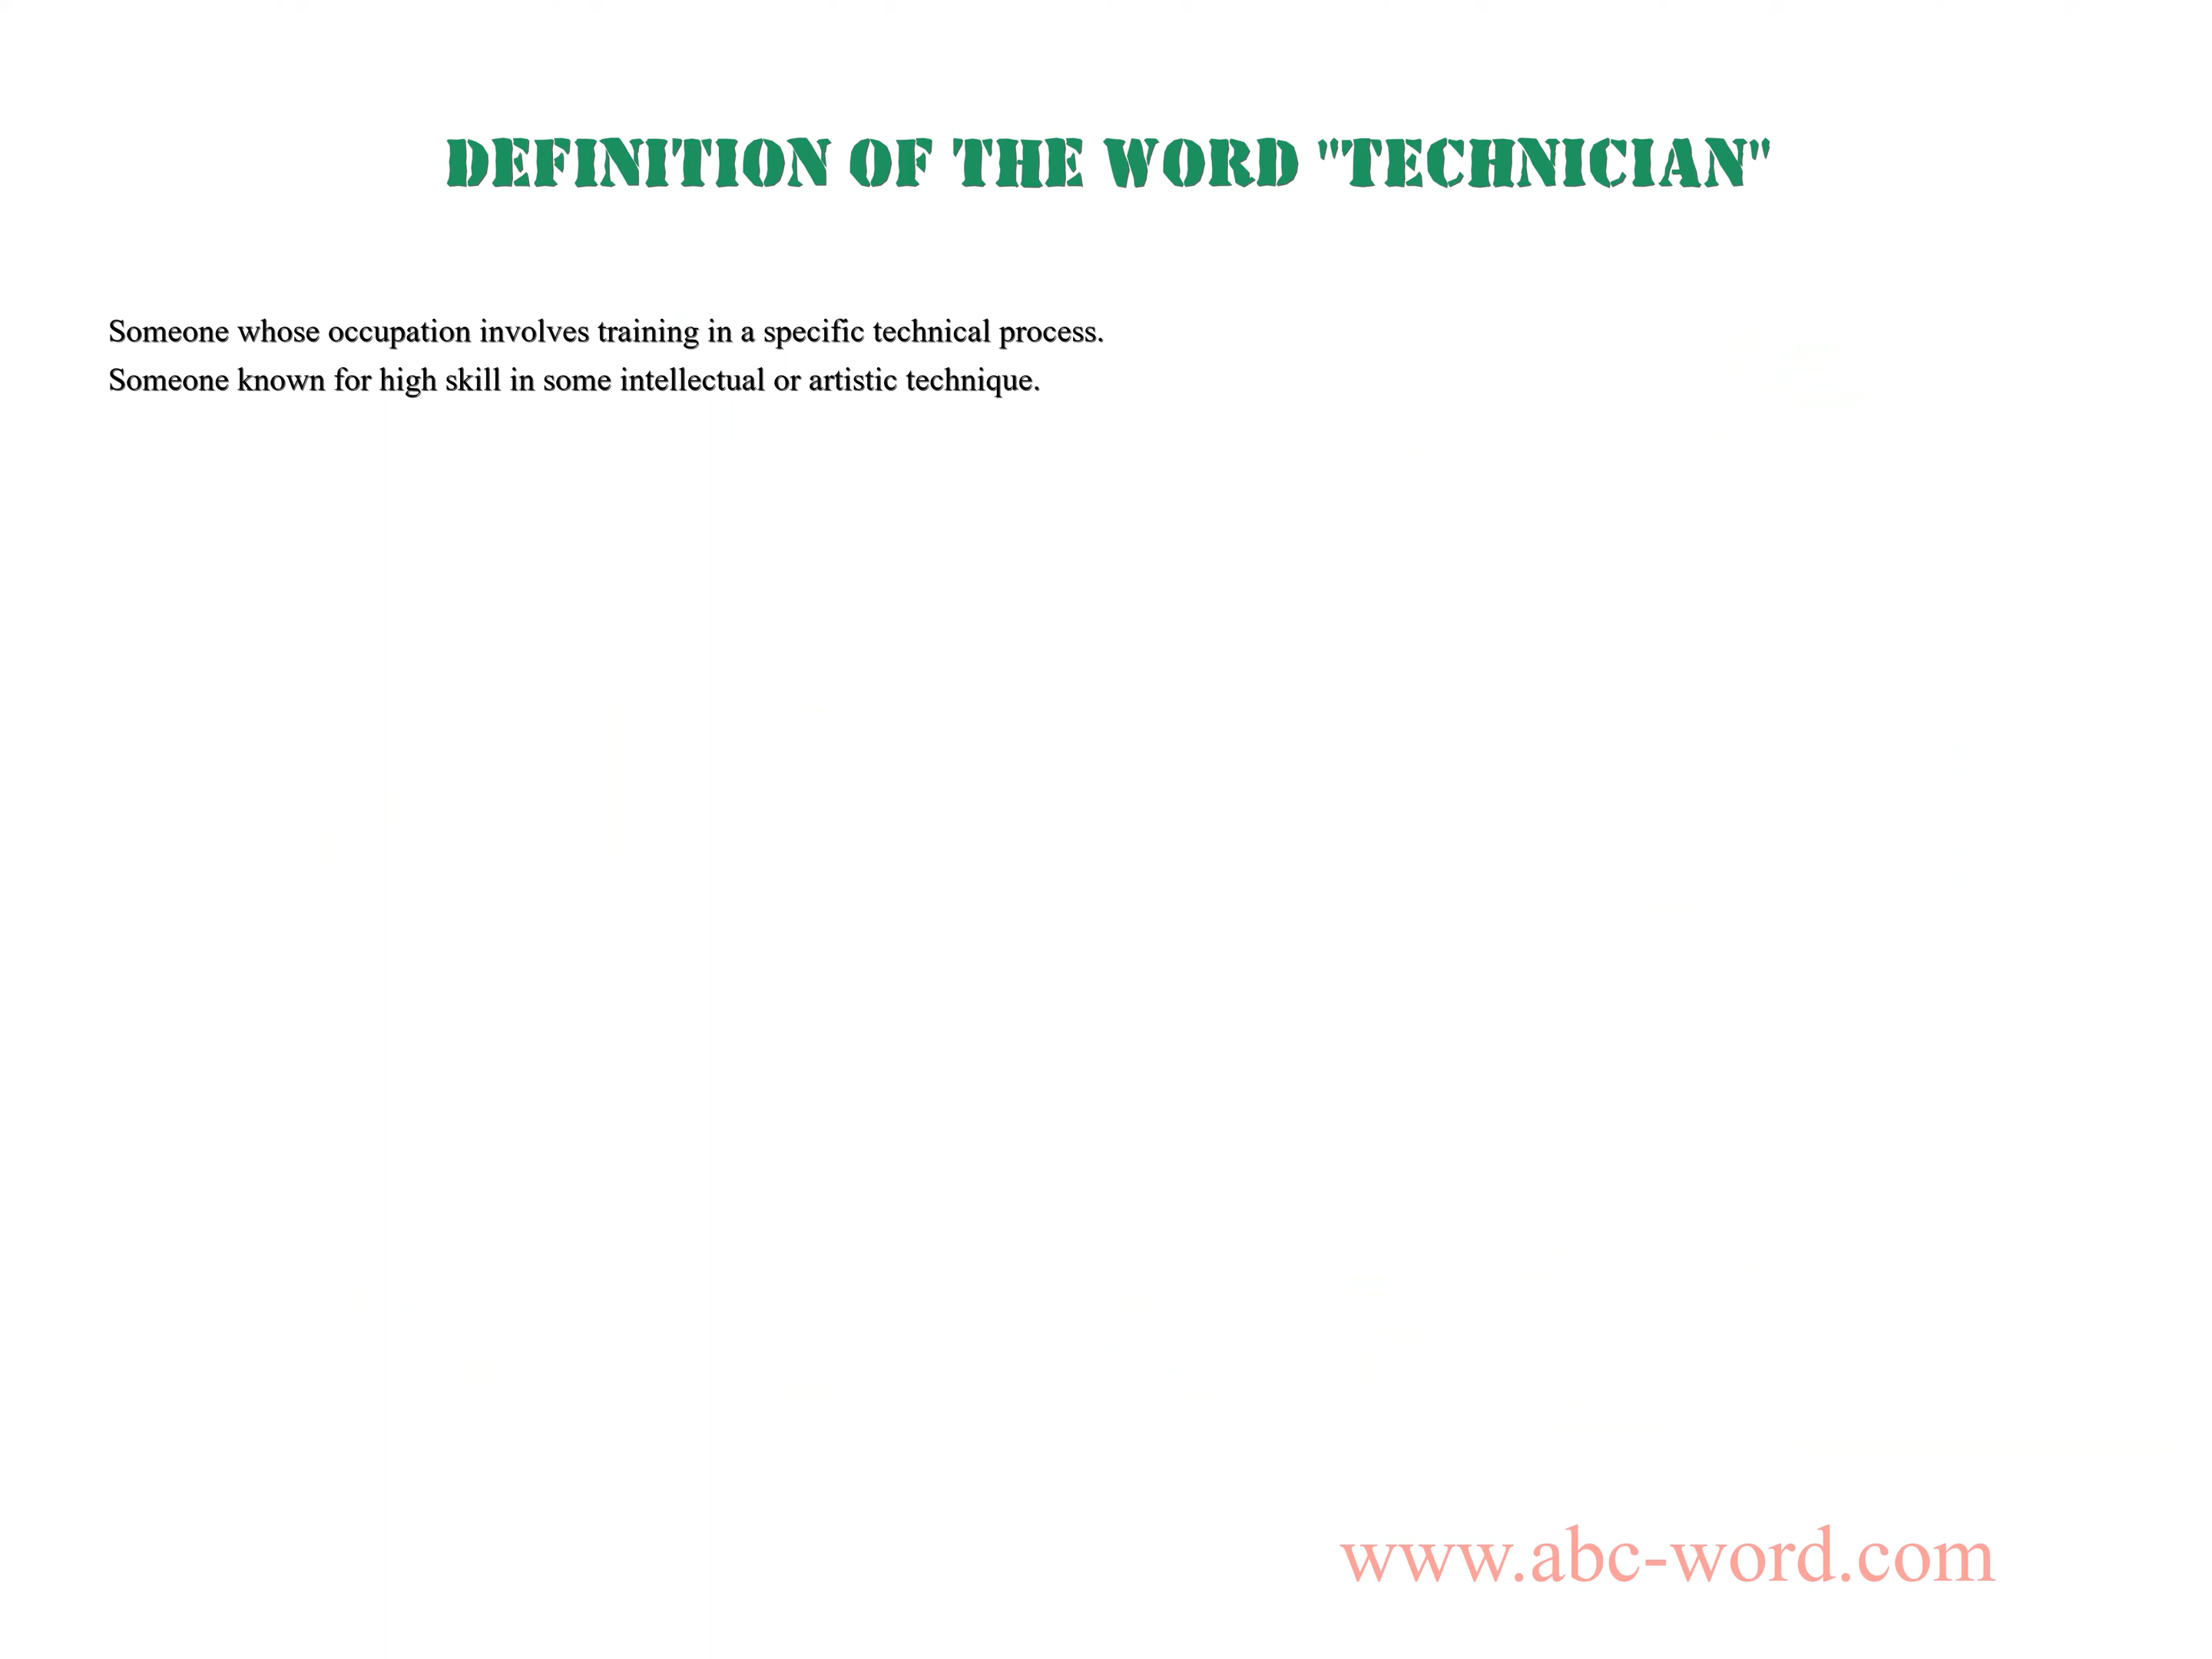 DEFINITION OF THE WORD "TECHNICIAN"
Someone whose occupation involves training in a specific technical process.
Someone known for high skill in some intellectual or artistic technique.
www.abc-word.com